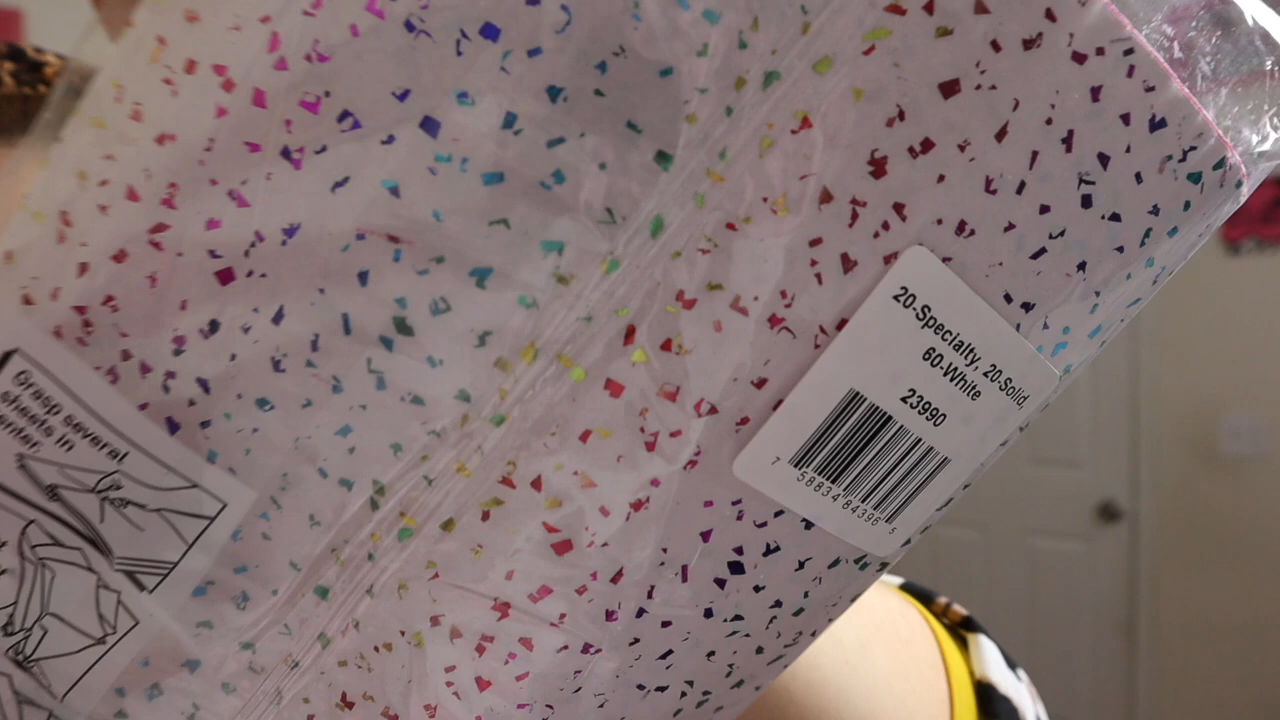 Grasp several
sheets in
20-Specialty, 20-Solid,
60-White
23990
7 58834 84396 5